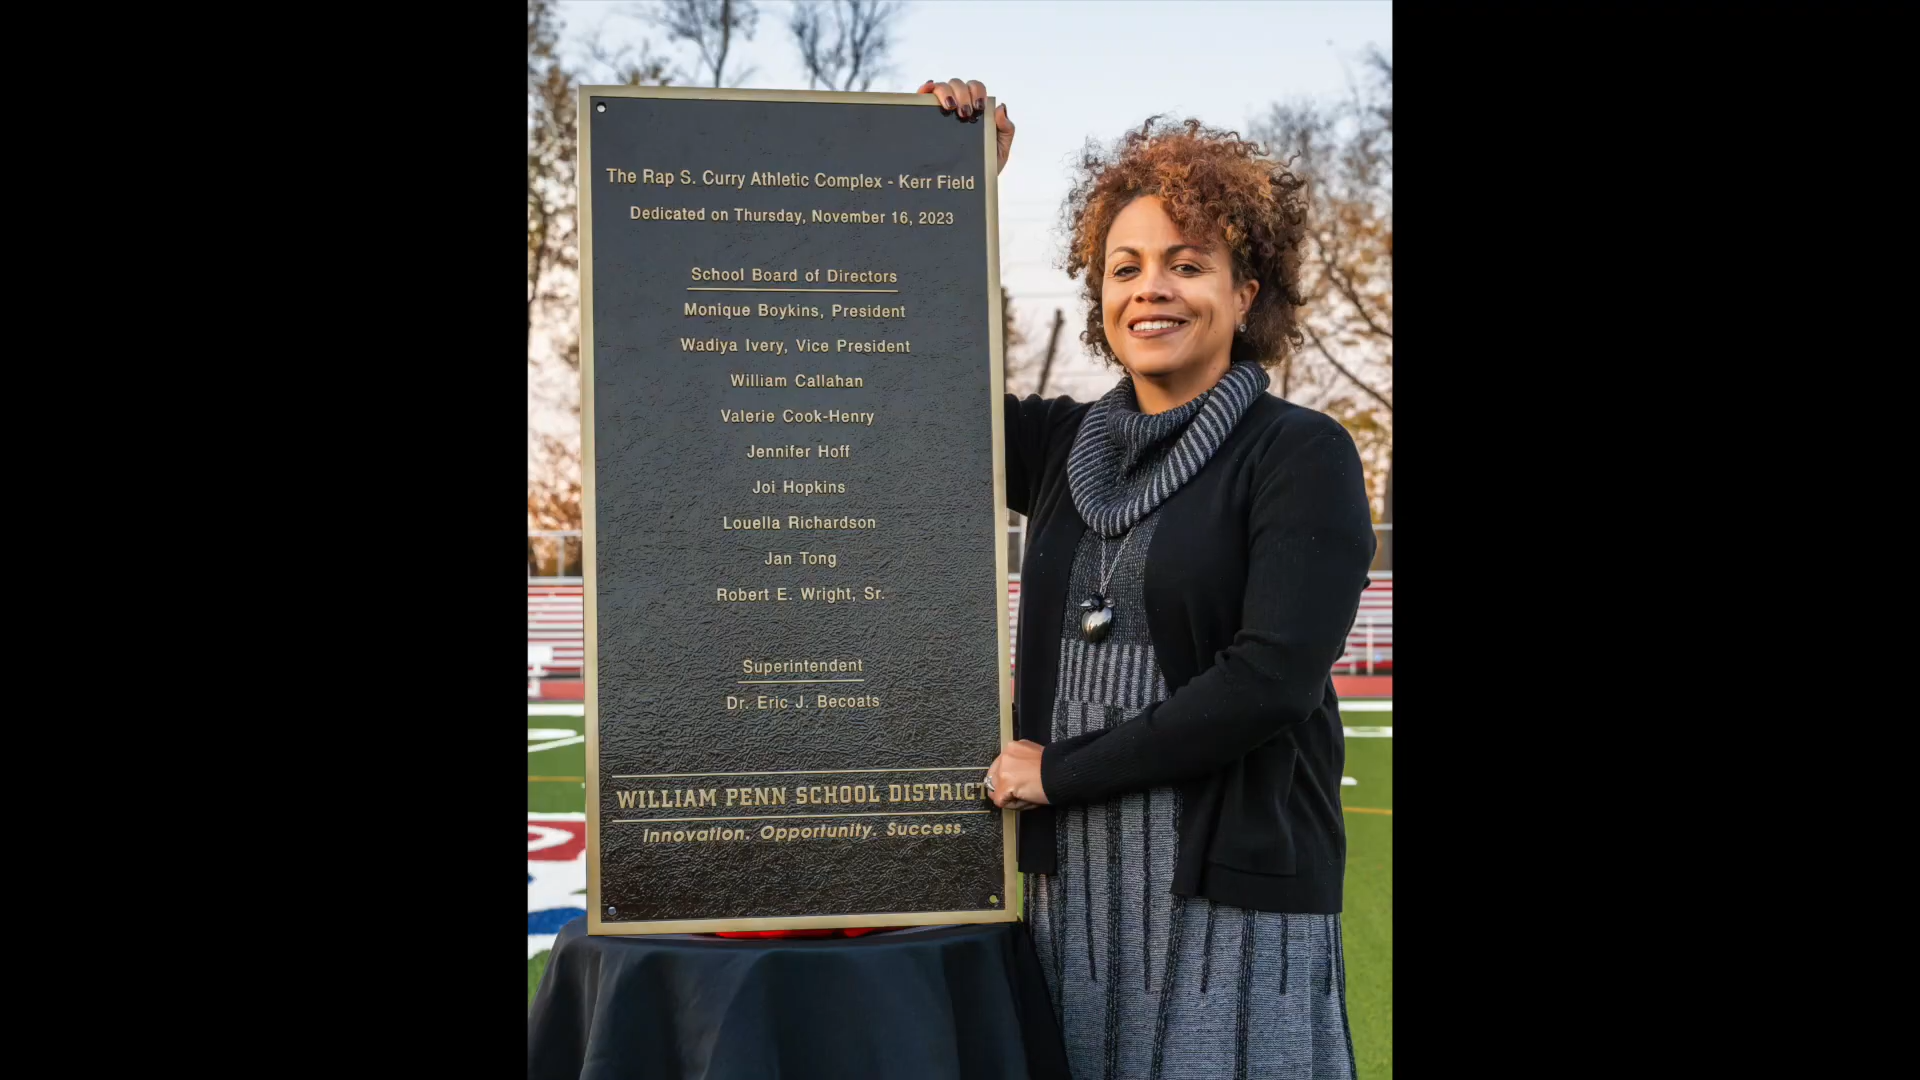 The Rap S. Curry Athletic Complex - Kerr Field
Dedicated on Thursday, November 16, 2023
School Board of Directors
Monique Boykins, President
Wadiya Ivery, Vice President
William Callahan
Valerie Cook-Henry
Jennifer Hoff
Joi Hopkins
Louella Richardson
Jan Tong
Robert E. Wright, Sr.
Superintendent
Dr. Eric J. Becoats
WILLIAM PENN SCHOOL DISTRICT
Innovation. Opportunity. Success.